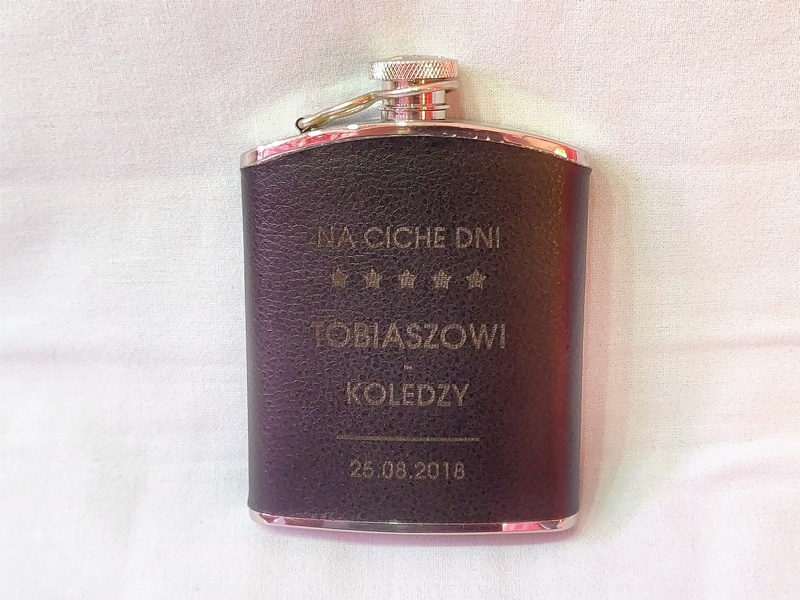 NA CICHE DNI
TOBIASZOWI
KOLEDZY
25.08.2018